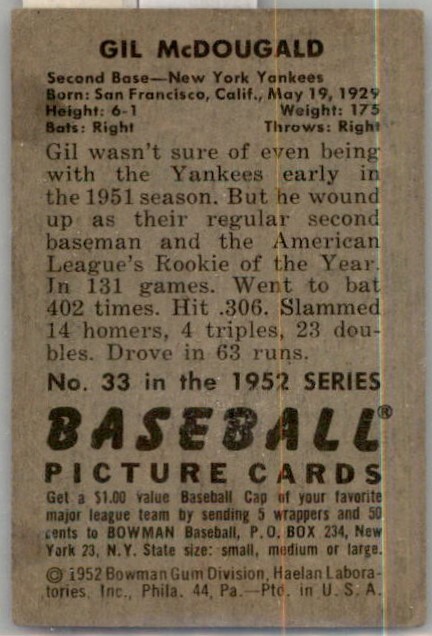 GIL McDOUGALD
Second Base—New York Yankees
Born: San Francisco, Calif., May 19, 1929
Height: 6-1 Weight: 175
Bats: Right Throws: Right
Gil wasn't sure of even being
with the Yankees early in
the 1951 season. But he wound
up as their regular second
baseman and the American
League's Rookie of the Year.
In 131 games. Went to bat
402 times. Hit .306. Slammed
14 homers, 4 triples, 23 dou-
bles. Drove in 63 runs.
No. 33 in the 1952 SERIES
BASEBALL®
PICTURE CARDS
Get a $1.00 value Baseball Cap of your favorite
major league team by sending 5 wrappers and 50
cents to BOWMAN Baseball, P.O. BOX 234, New
York 23, N.Y. State size: small, medium or large.
© 1952 Bowman Gum Division, Haelan Labora-
tories, Inc., Phila. 44, Pa.—Ptd. in U. S. A.